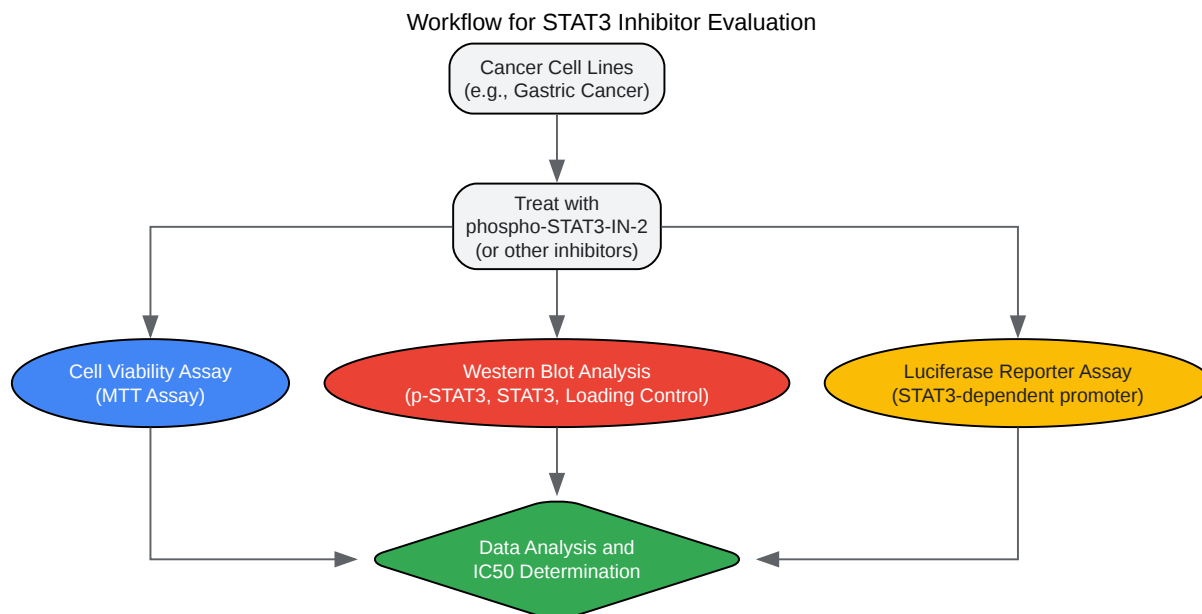 Workflow for STAT3 Inhibitor Evaluation
Cancer Cell Lines
(e.g., Gastric Cancer)
Treat with
phospho-STAT3-IN-2
(or other inhibitors)
Cell Viability Assay
(MTT Assay)
Western Blot Analysis
(p-STAT3, STAT3, Loading Control)
Luciferase Reporter Assay
(STAT3-dependent promoter)
Data Analysis and
IC50 Determination